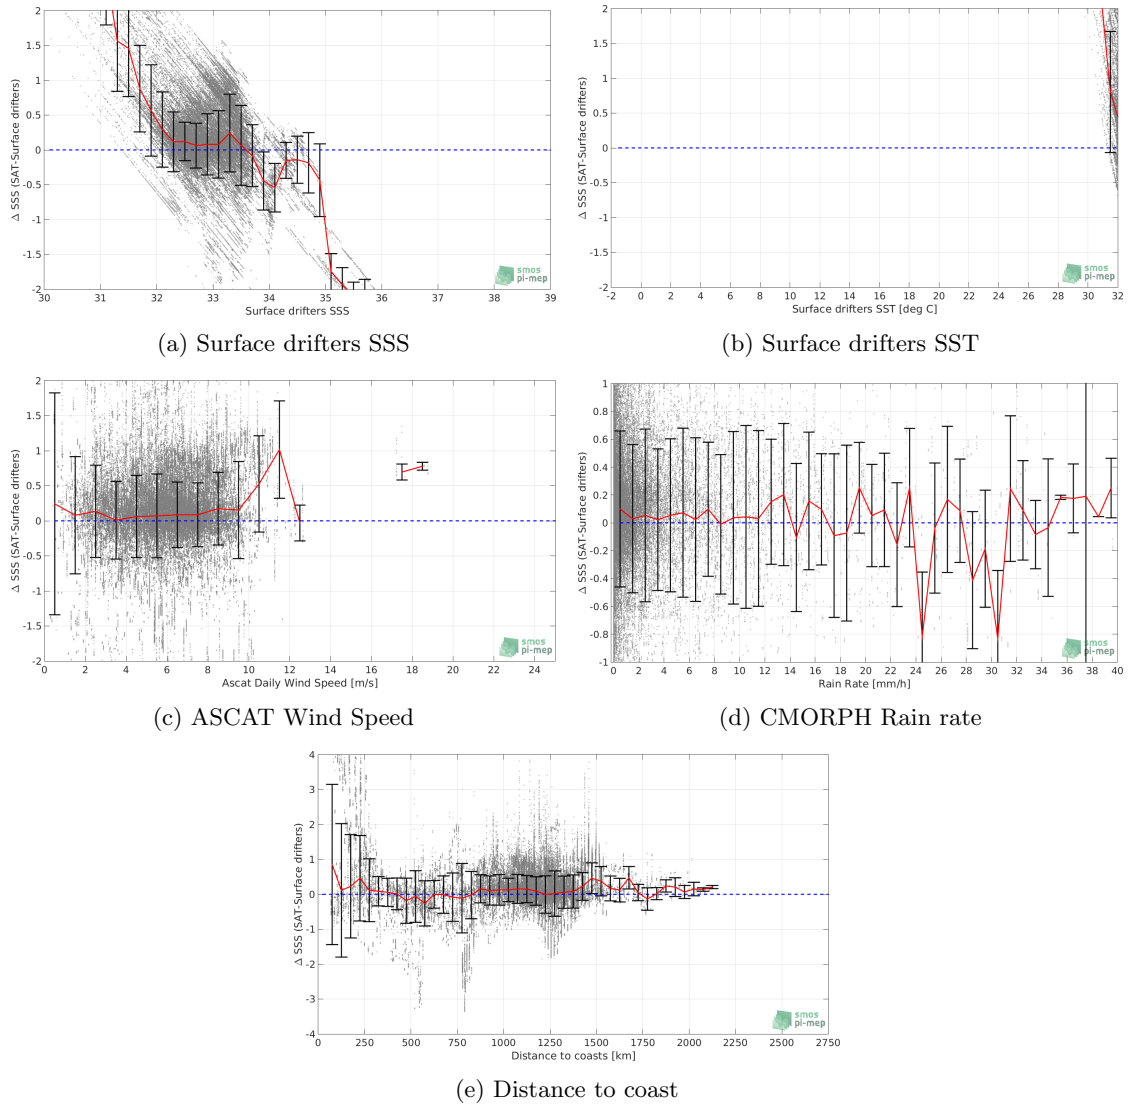 2
1.5
1
0.5
0
-0.5
-1
-1.5
-2
Δ SSS (SAT-Surface drifters)
30 31 32 33 34 35 36 37 38 39
Surface drifters SSS
smos
pi-mep
(a) Surface drifters SSS
2
1.5
1
0.5
0
-0.5
-1
-1.5
-2
Δ SSS (SAT-Surface drifters)
-2 0 2 4 6 8 10 12 14 16 18 20 22 24 26 28 30 32
Surface drifters SST [deg C]
smos
pi-mep
(b) Surface drifters SST
2
1.5
1
0.5
0
-0.5
-1
-1.5
-2
Δ SSS (SAT-Surface drifters)
0 2 4 6 8 10 12 14 16 18 20 22 24
Ascat Daily Wind Speed [m/s]
smos
pi-mep
(c) ASCAT Wind Speed
1
0.8
0.6
0.4
0.2
0
-0.2
-0.4
-0.6
-0.8
-1
Δ SSS (SAT-Surface drifters)
0 2 4 6 8 10 12 14 16 18 20 22 24 26 28 30 32 34 36 38 40
Rain Rate [mm/h]
smos
pi-mep
(d) CMORPH Rain rate
4
3
2
1
0
-1
-2
-3
-4
Δ SSS (SAT-Surface drifters)
0 250 500 750 1000 1250 1500 1750 2000 2250 2500 2750
Distance to coasts [km]
smos
pi-mep
(e) Distance to coast